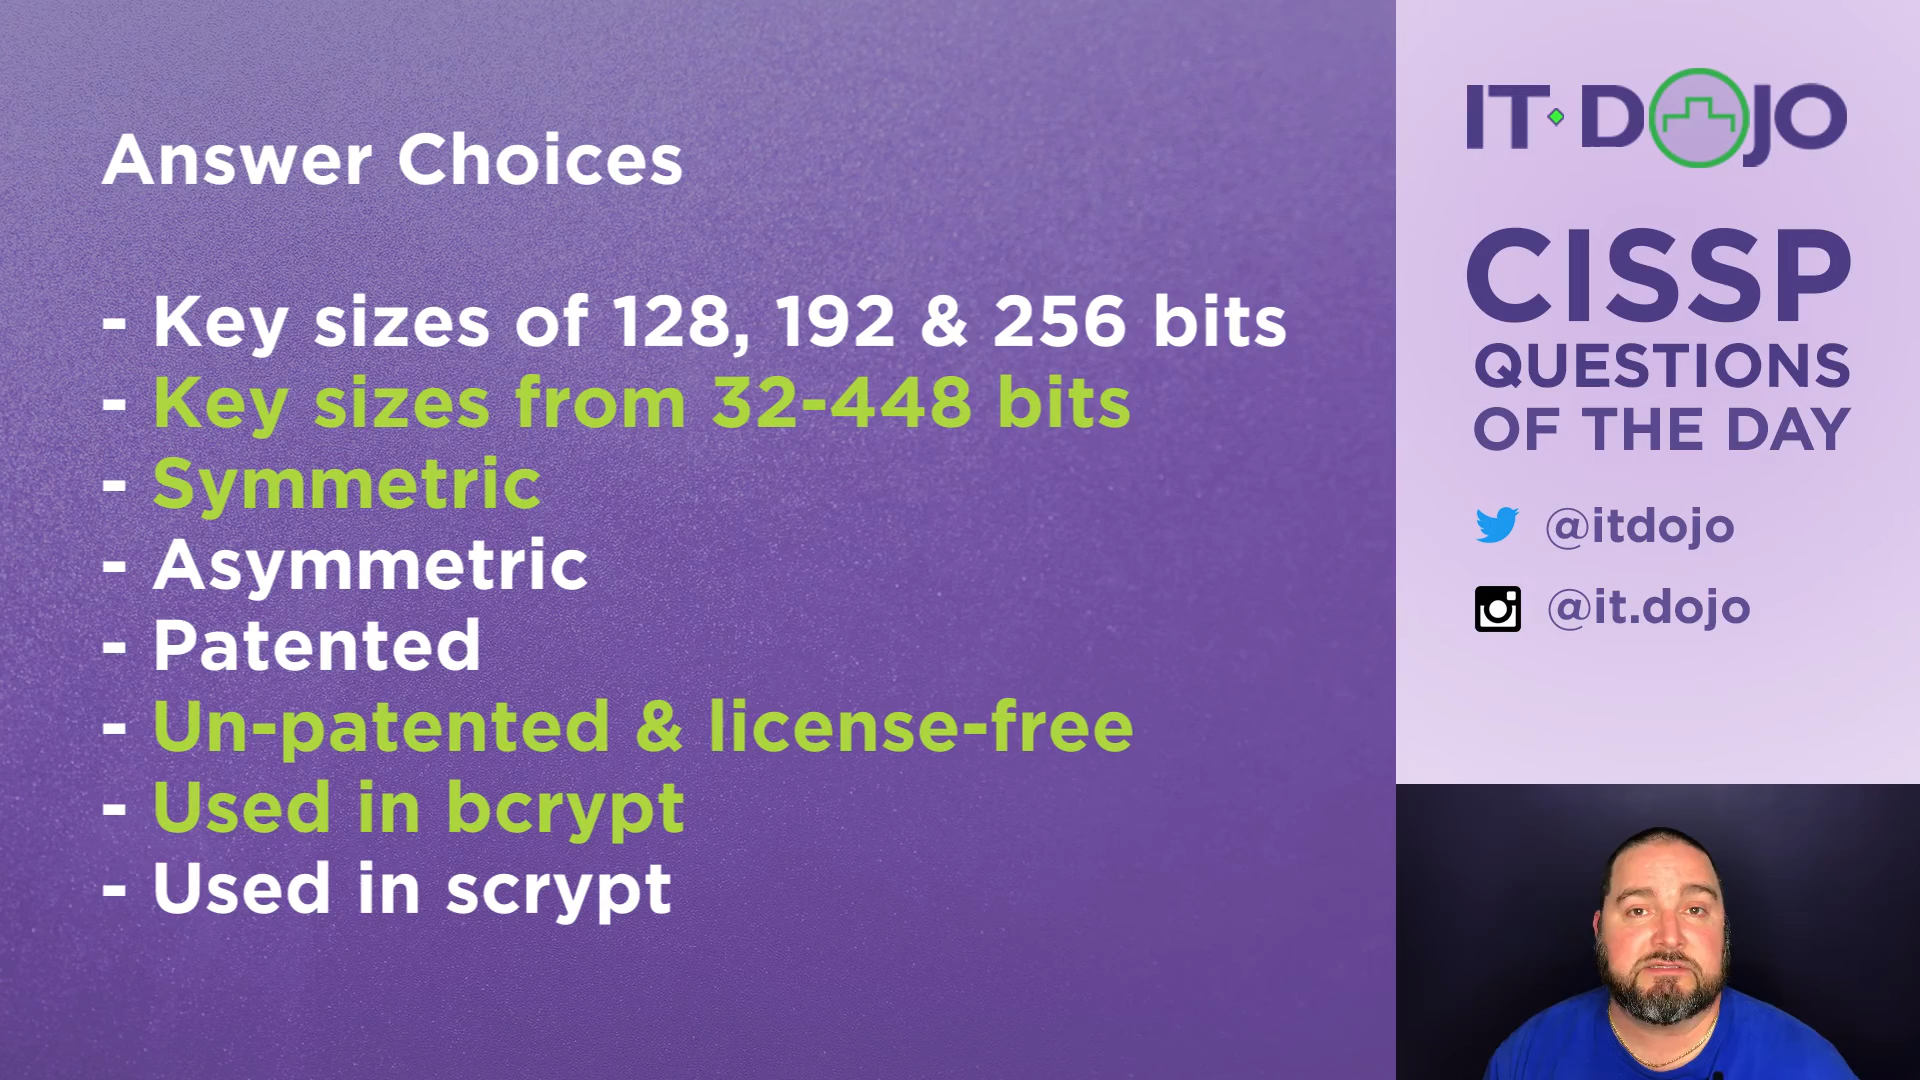 Answer Choices
- Key sizes of 128, 192 & 256 bits
- Key sizes from 32-448 bits
- Symmetric
- Asymmetric
- Patented
- Un-patented & license-free
- Used in bcrypt
- Used in scrypt
IT DOJO
CISSP
QUESTIONS
OF THE DAY
@itdojo
@it.dojo